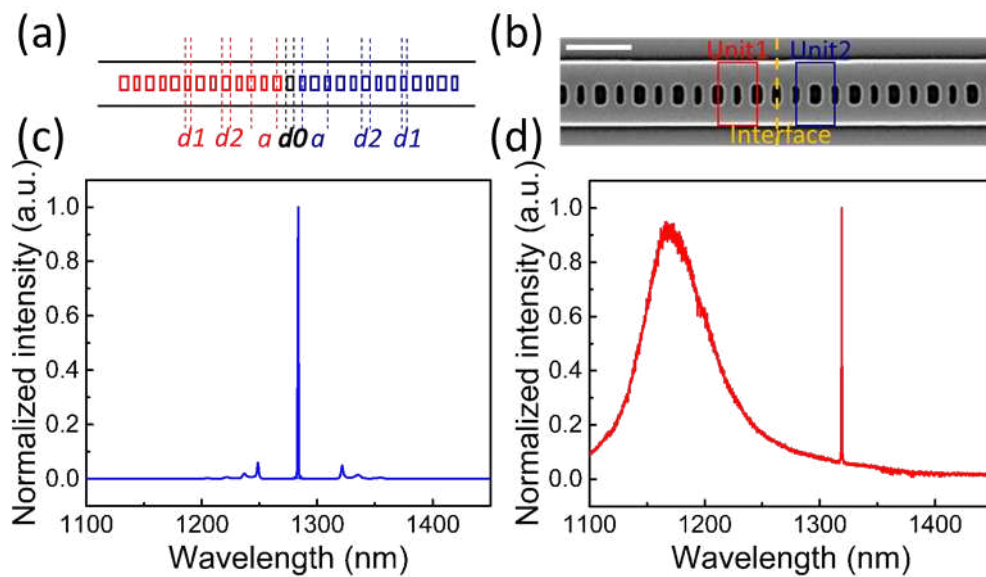 (a)
d1 d2 a d0 a d2 d1
(b)
Unit1 Unit2
Interface
(c)
Normalized intensity (a.u.)
1.0
0.8
0.6
0.4
0.2
0.0
1100 1200 1300 1400
Wavelength (nm)
(d)
Normalized intensity (a.u.)
1.0
0.8
0.6
0.4
0.2
0.0
1100 1200 1300 1400
Wavelength (nm)